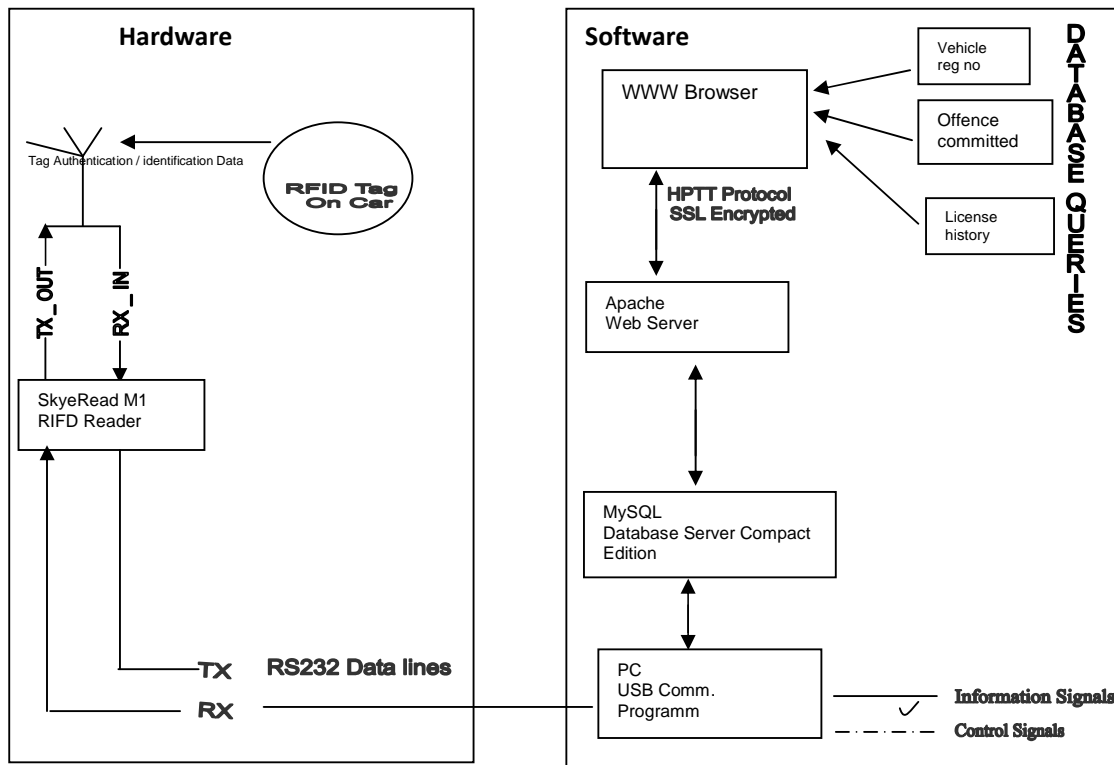 Hardware
Tag Authentication / identification Data
RFID Tag
On Car
TX_OUT
RX_IN
SkyeRead M1
RIFD Reader
TX
RS232 Data lines
RX
Software
WWW Browser
Vehicle
reg no
Offence
committed
License
history
DATABASE QUERIES
HPTT Protocol
SSL Encrypted
Apache
Web Server
MySQL
Database Server Compact
Edition
PC
USB Comm.
Programm
Information Signals
Control Signals